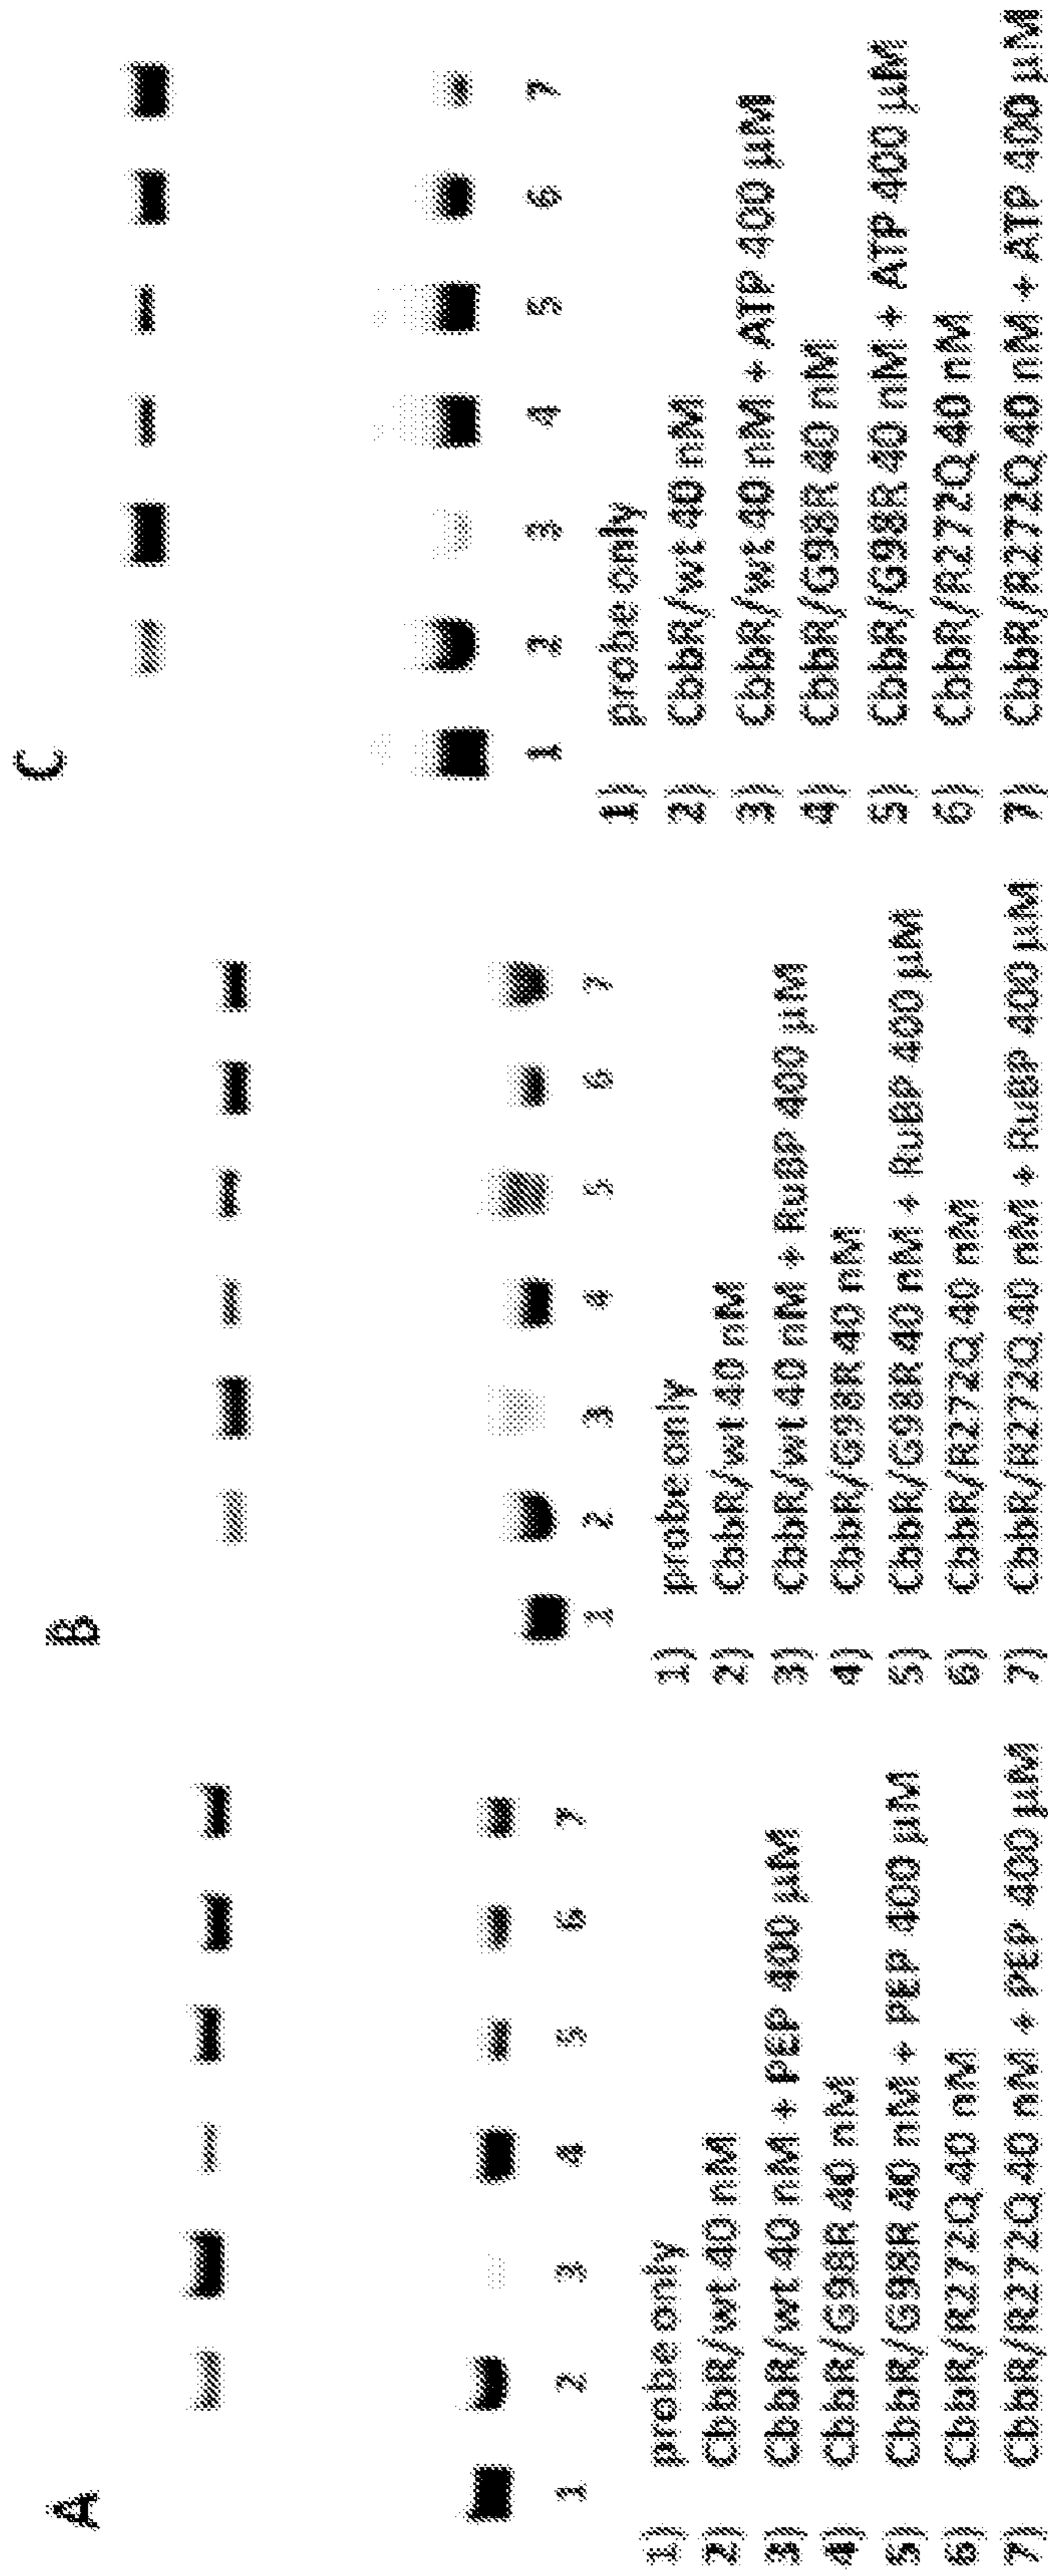 A
1 2 3 4 5 6 7
1) probe only
2) CbbR/wt 40 nM
3) CbbR/wt 40 nM + PEP 400 µM
4) CbbR/G98R 40 nM
5) CbbR/G98R 40 nM + PEP 400 µM
6) CbbR/R272Q 40 nM
7) CbbR/R272Q 40 nM + PEP 400 µM
B
1 2 3 4 5 6 7
1) probe only
2) CbbR/wt 40 nM
3) CbbR/wt 40 nM + RuBP 400 µM
4) CbbR/G98R 40 nM
5) CbbR/G98R 40 nM + RuBP 400 µM
6) CbbR/R272Q 40 nM
7) CbbR/R272Q 40 nM + RuBP 400 µM
C
1 2 3 4 5 6 7
1) probe only
2) CbbR/wt 40 nM
3) CbbR/wt 40 nM + ATP 400 µM
4) CbbR/G98R 40 nM
5) CbbR/G98R 40 nM + ATP 400 µM
6) CbbR/R272Q 40 nM
7) CbbR/R272Q 40 nM + ATP 400 µM